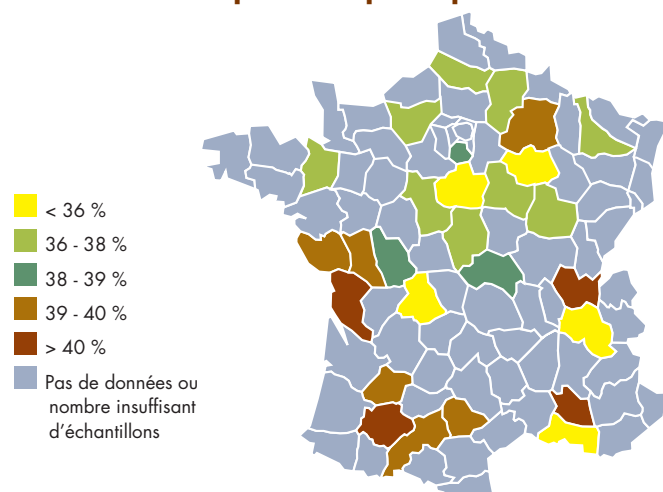 < 36 %
36 - 38 %
38 - 39 %
39 - 40 %
> 40 %
Pas de données ou
nombre insuffisant
d’échantillons